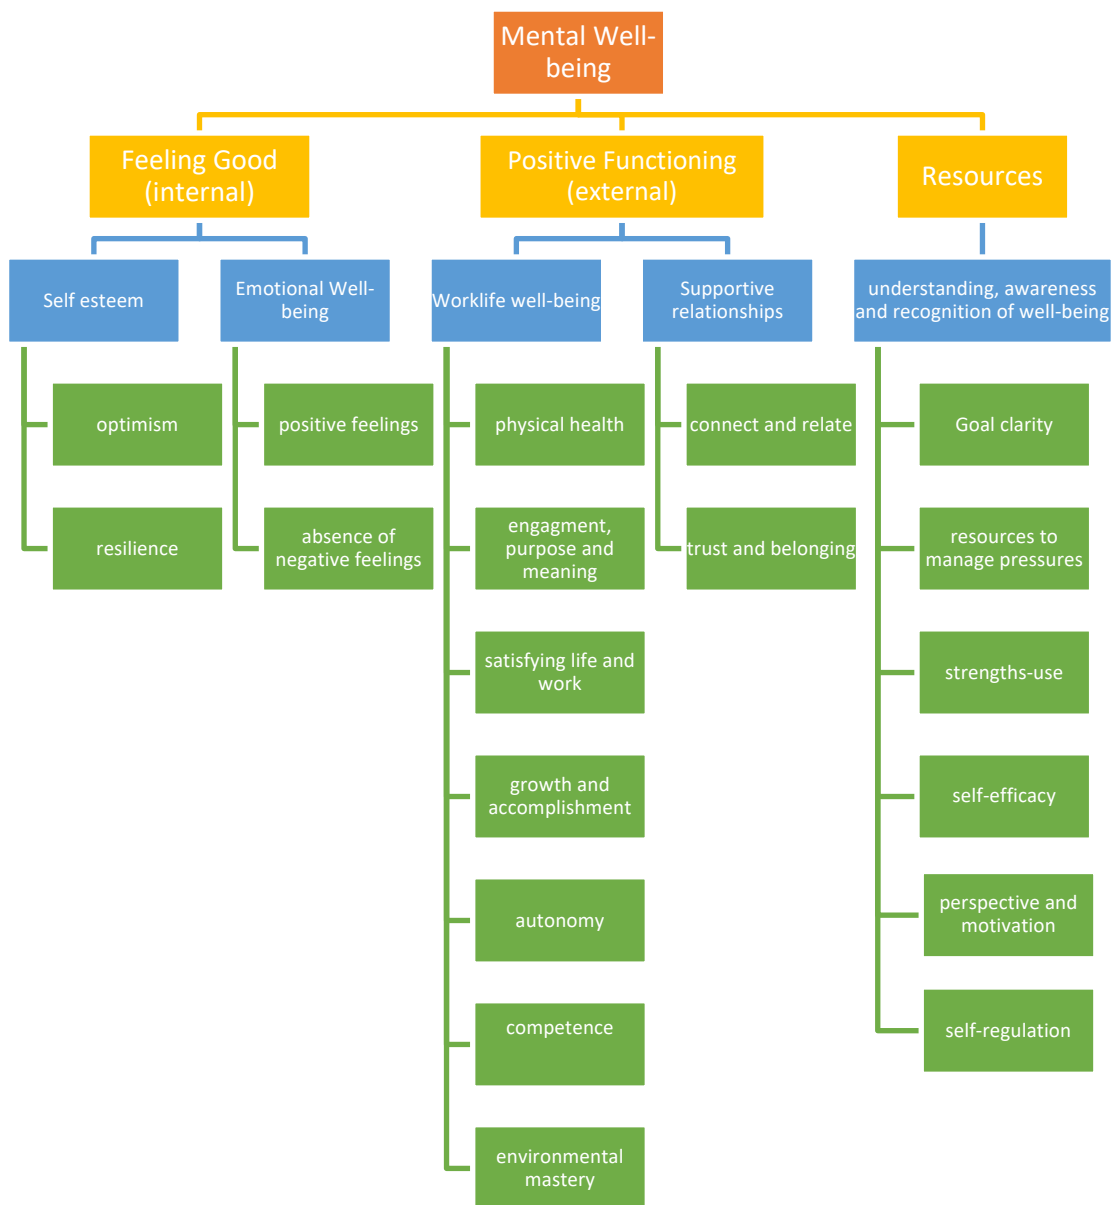 Mental Well-
being
Feeling Good
(internal)
Positive Functioning
(external)
Resources
Self esteem
Emotional Well-
being
Worklife well-being
Supportive
relationships
understanding, awareness
and recognition of well-being
optimism
resilience
positive feelings
absence of
negative feelings
physical health
engagment,
purpose and
meaning
satisfying life and
work
growth and
accomplishment
autonomy
competence
environmental
mastery
connect and relate
trust and belonging
Goal clarity
resources to
manage pressures
strengths-use
self-efficacy
perspective and
motivation
self-regulation